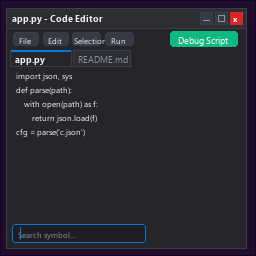 app.py - Code Editor
File Edit Selection Run Debug Script
app.py README.md
import json, sys
def parse(path):
with open(path) as f:
return json.load(f)
cfg = parse('c.json')
Search symbol...